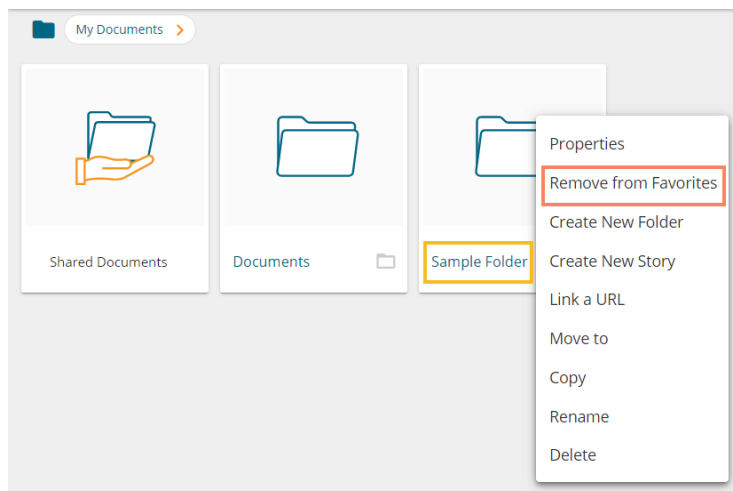 My Documents
Shared Documents
Documents
Sample Folder
Properties
Remove from Favorites
Create New Folder
Create New Story
Link a URL
Move to
Copy
Rename
Delete